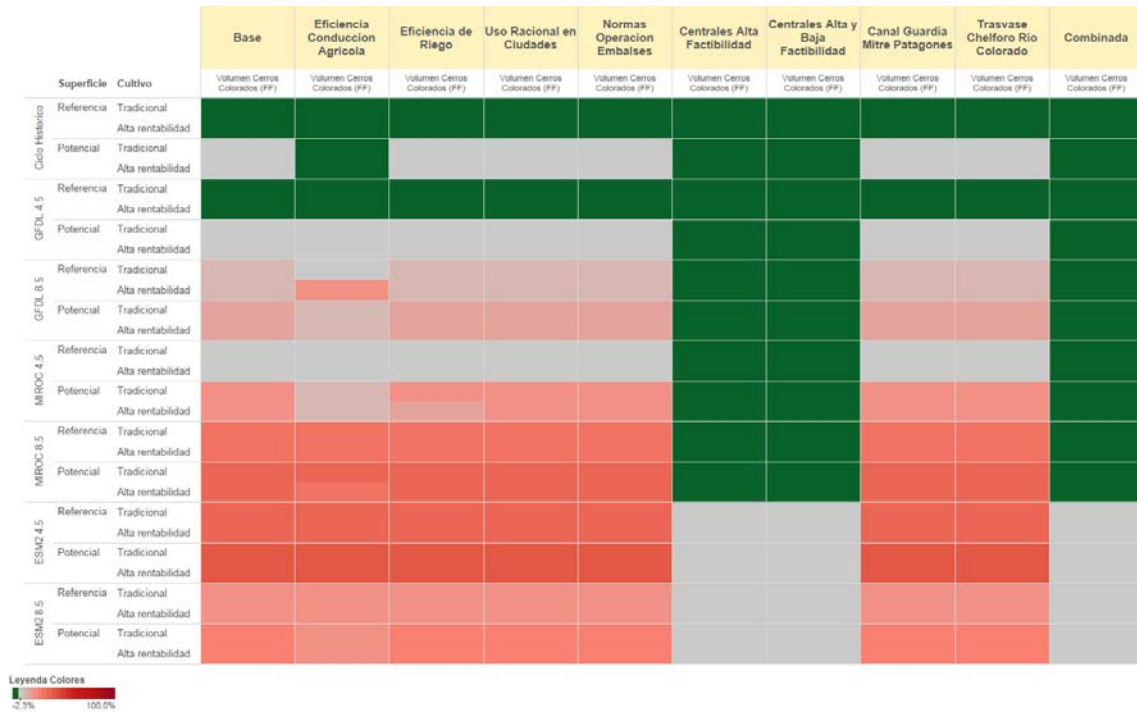 Base
Eficiencia Conduccion Agricola
Eficiencia de Riego
Uso Racional en Ciudades
Normas Operacion Embalses
Centrales Alta Factibilidad
Centrales Alta y Baja Factibilidad
Canal Guardia Mitre Patagones
Trasvase Chelforo Rio Colorado
Combinada
Superficie Cultivo
Volumen Cerros Colorados (FF)
Volumen Cerros Colorados (FF)
Volumen Cerros Colorados (FF)
Volumen Cerros Colorados (FF)
Volumen Cerros Colorados (FF)
Volumen Cerros Colorados (FF)
Volumen Cerros Colorados (FF)
Volumen Cerros Colorados (FF)
Volumen Cerros Colorados (FF)
Volumen Cerros Colorados (FF)
Ciclo Historico
Referencia Tradicional
Alta rentabilidad
Potencial Tradicional
Alta rentabilidad
GFDL 4.5
Referencia Tradicional
Alta rentabilidad
Potencial Tradicional
Alta rentabilidad
GFDL 8.5
Referencia Tradicional
Alta rentabilidad
Potencial Tradicional
Alta rentabilidad
MIROC 4.5
Referencia Tradicional
Alta rentabilidad
Potencial Tradicional
Alta rentabilidad
MIROC 8.5
Referencia Tradicional
Alta rentabilidad
Potencial Tradicional
Alta rentabilidad
ESM2 4.5
Referencia Tradicional
Alta rentabilidad
Potencial Tradicional
Alta rentabilidad
ESM2 8.5
Referencia Tradicional
Alta rentabilidad
Potencial Tradicional
Alta rentabilidad
Leyenda Colores
-2,3% 100,0%